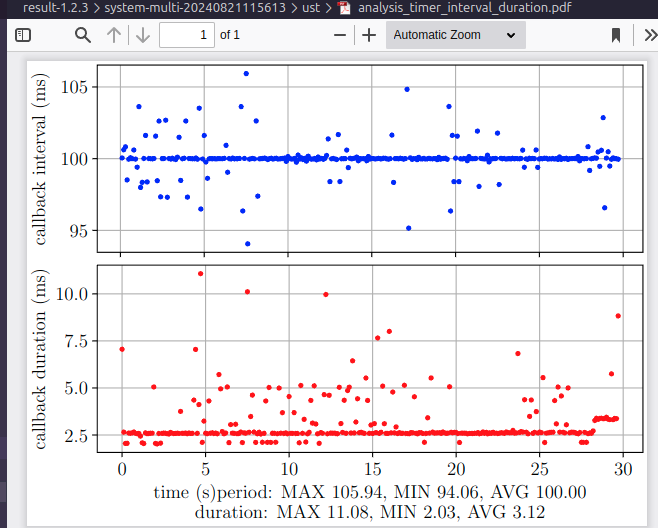 result-1.2.3 > system-multi-20240821115613 > ust > analysis_timer_interval_duration.pdf
1 of 1 Automatic Zoom
callback interval (ms)
105
100
95
callback duration (ms)
10.0
7.5
5.0
2.5
0 5 10 15 20 25 30
time (s)period: MAX 105.94, MIN 94.06, AVG 100.00
duration: MAX 11.08, MIN 2.03, AVG 3.12